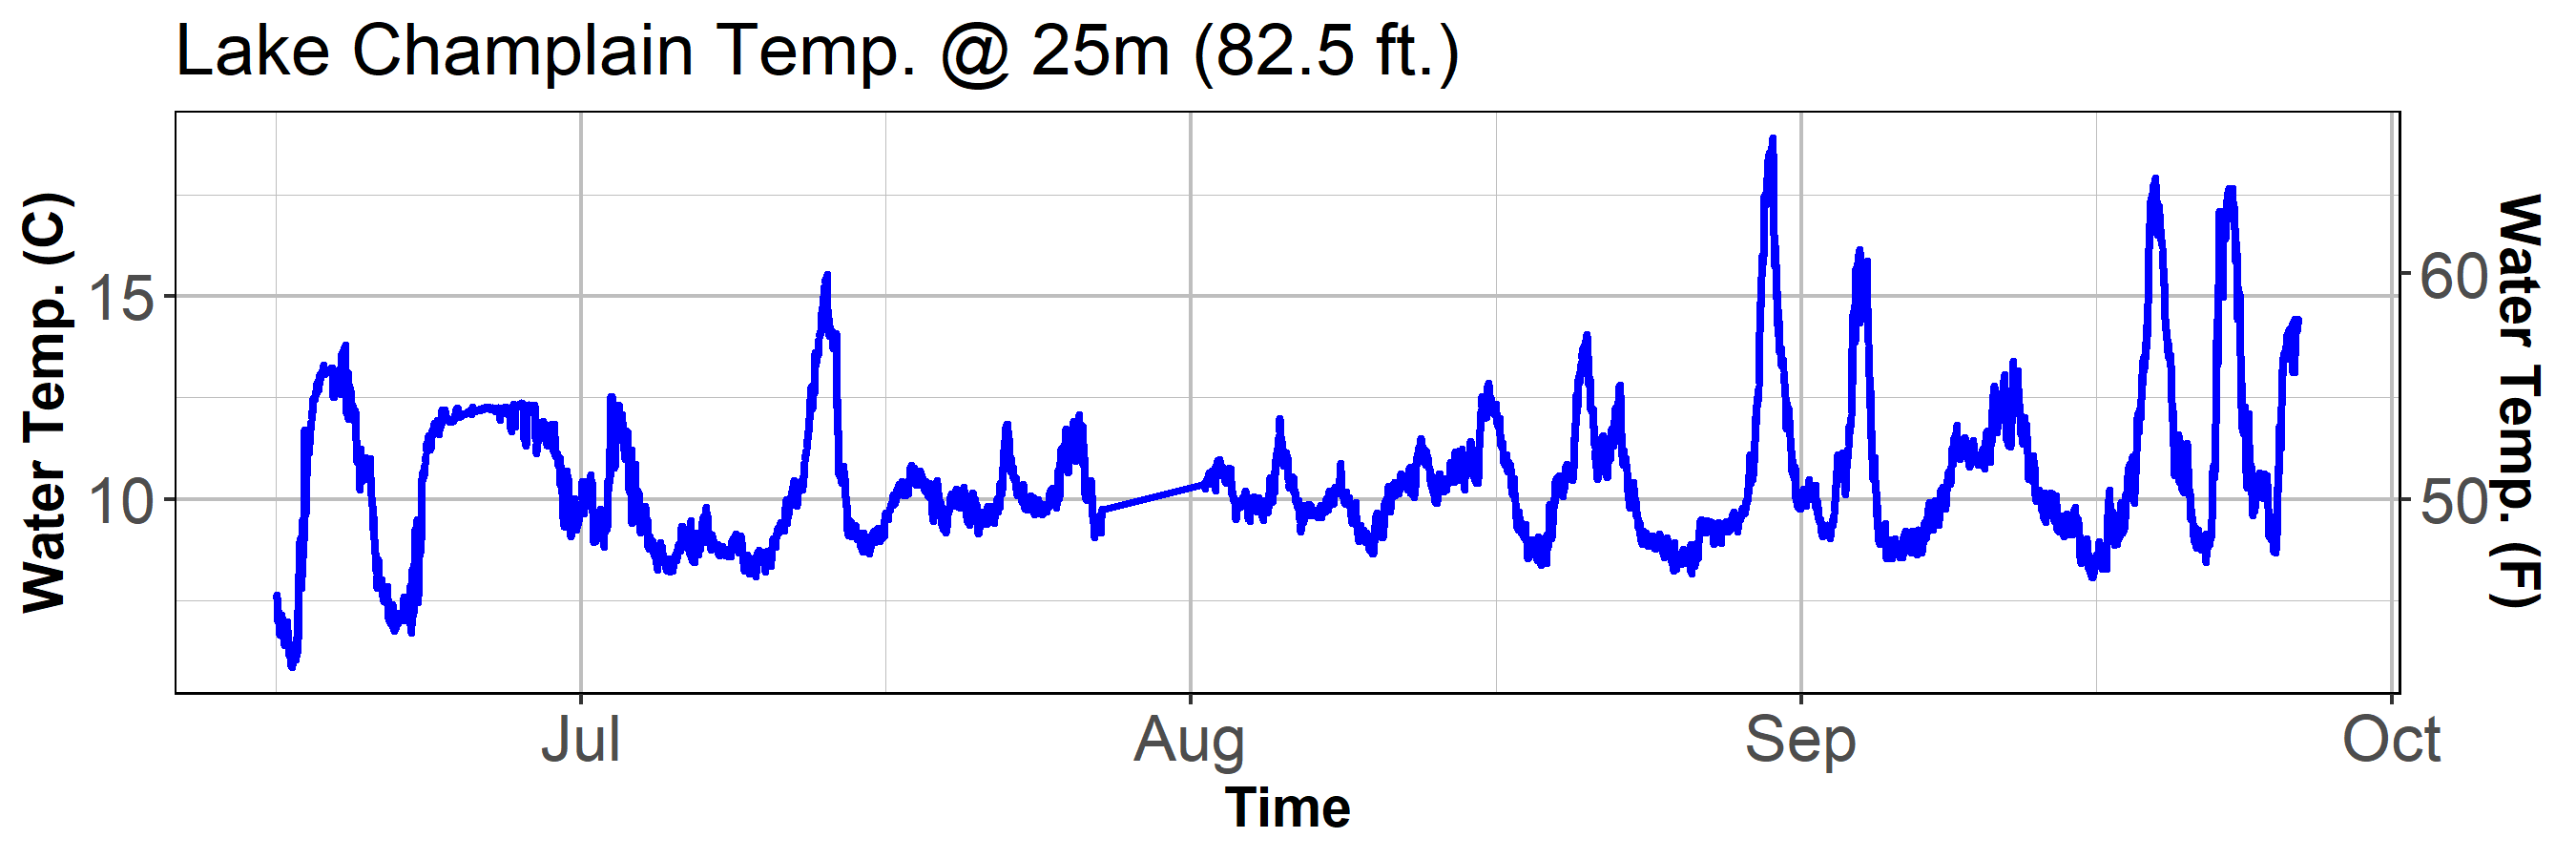 Lake Champlain Temp. @ 25m (82.5 ft.)
Water Temp. (C)
15
10
60
50
Water Temp. (F)
Jul Aug Sep Oct
Time